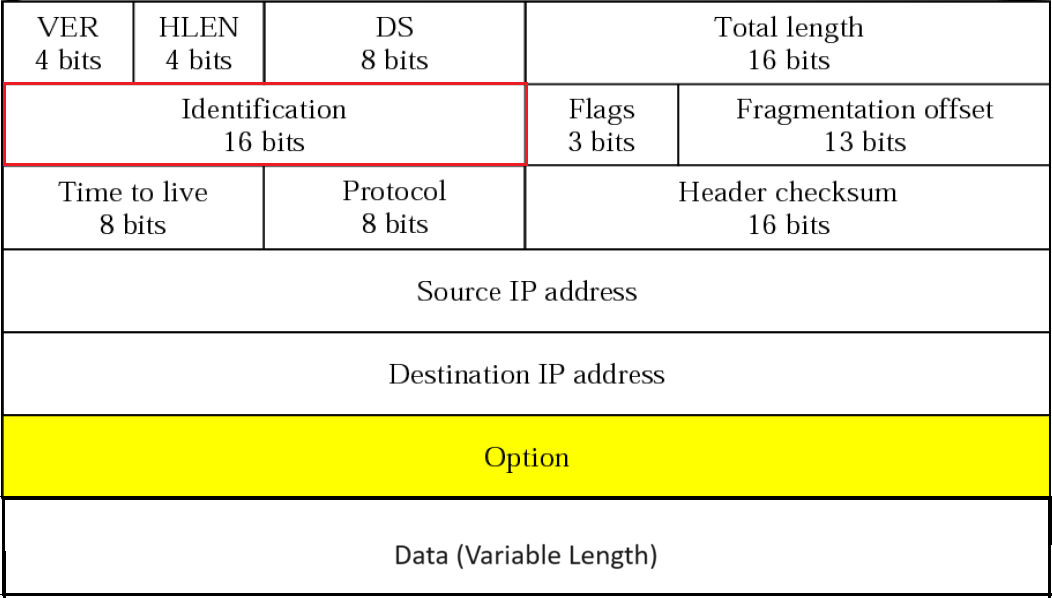 VER HLEN DS Total length
4 bits 4 bits 8 bits 16 bits
Identification Flags Fragmentation offset
16 bits 3 bits 13 bits
Time to live Protocol Header checksum
8 bits 8 bits 16 bits
Source IP address
Destination IP address
Option
Data (Variable Length)